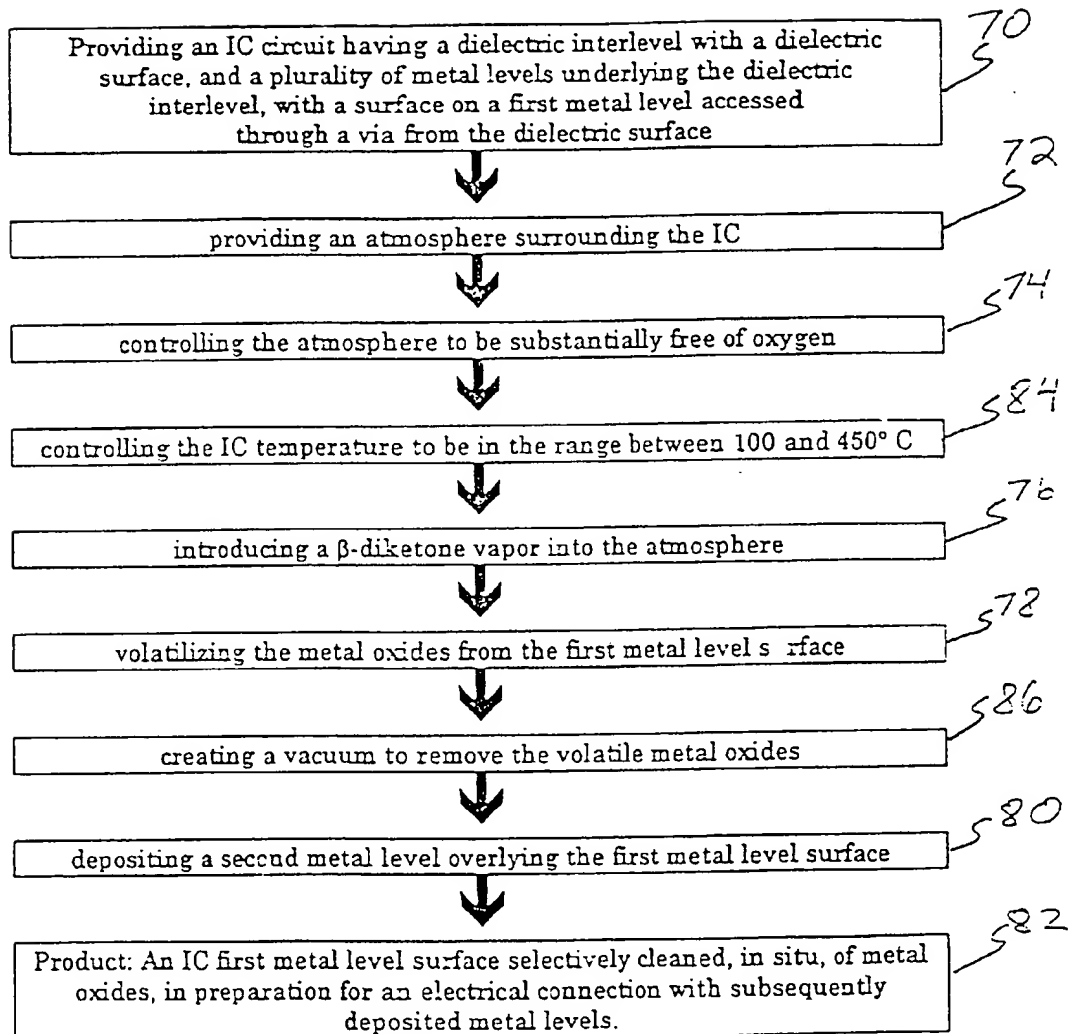 70
Providing an IC circuit having a dielectric interlevel with a dielectric
surface, and a plurality of metal levels underlying the dielectric
interlevel, with a surface on a first metal level accessed
through a via from the dielectric surface
72
providing an atmosphere surrounding the IC
74
controlling the atmosphere to be substantially free of oxygen
84
controlling the IC temperature to be in the range between 100 and 450° C
76
introducing a β-diketone vapor into the atmosphere
78
volatilizing the metal oxides from the first metal level s rface
86
creating a vacuum to remove the volatile metal oxides
80
depositing a second metal level overlying the first metal level surface
82
Product: An IC first metal level surface selectively cleaned, in situ, of metal
oxides, in preparation for an electrical connection with subsequently
deposited metal levels.